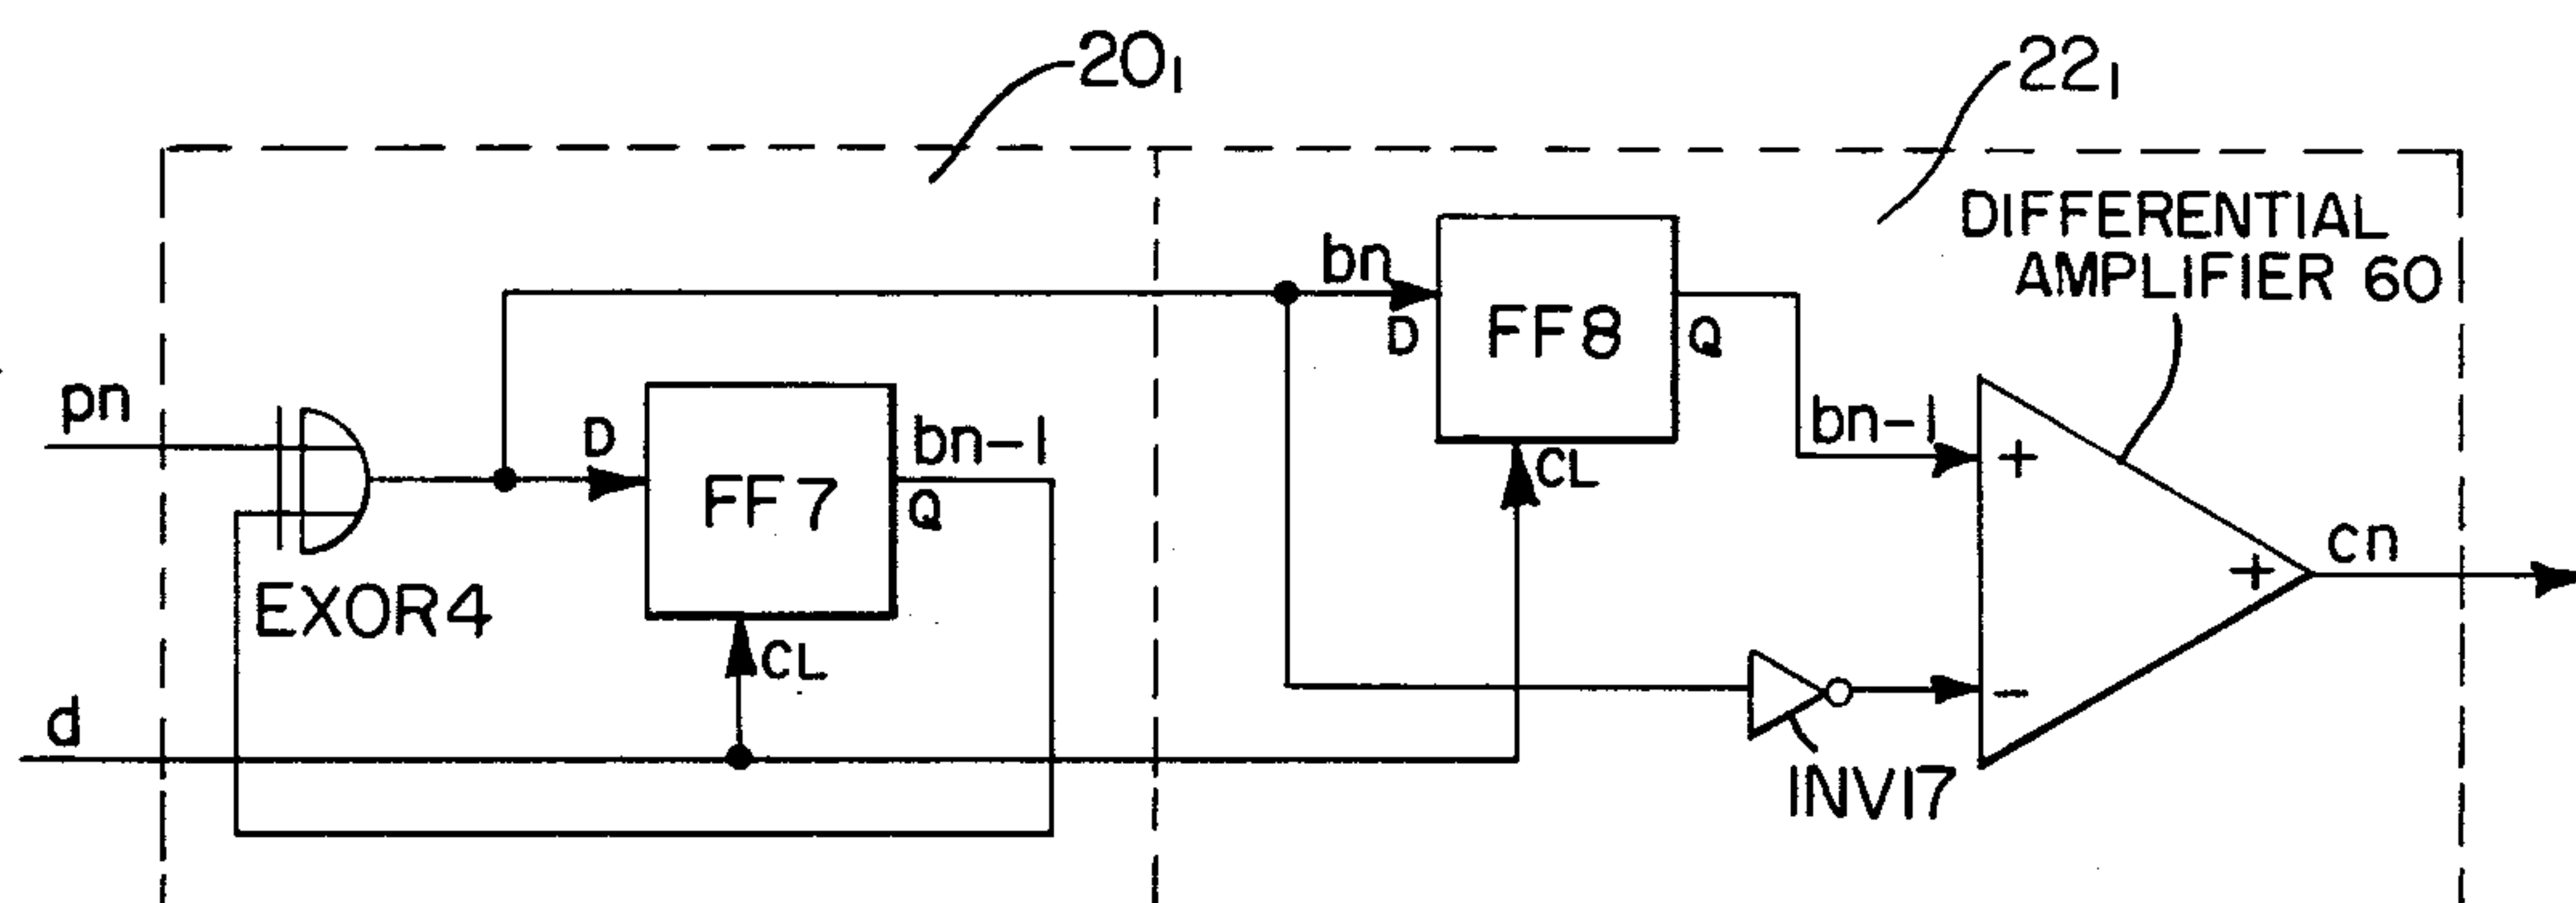 20₁
22₁
DIFFERENTIAL
AMPLIFIER 60
bn
D
FF8
Q
CL
pn
D
FF7
bn-1
Q
CL
EXOR4
bn-1
+
-
+
cn
d
INV17